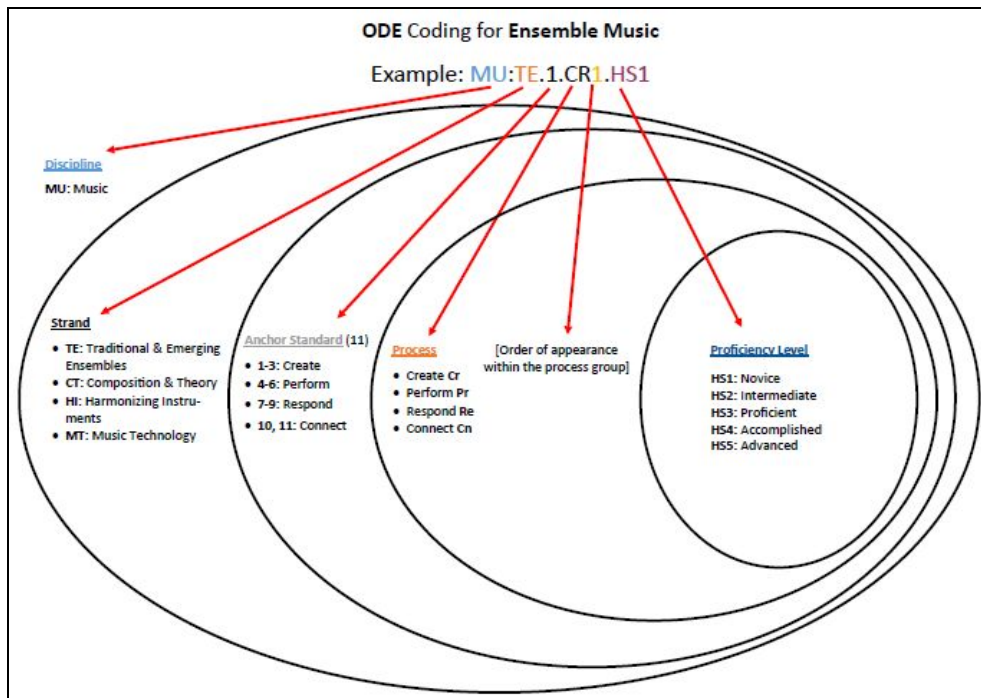 ODE Coding for Ensemble Music
Example: MU:TE.1.CR1.HS1
Discipline
MU: Music
Strand
• TE: Traditional & Emerging
Ensembles
• CT: Composition & Theory
• HI: Harmonizing Instru-
ments
• MT: Music Technology
Anchor Standard (11)
• 1-3: Create
• 4-6: Perform
• 7-9: Respond
• 10, 11: Connect
Process
• Create Cr
• Perform Pr
• Respond Re
• Connect Cn
[Order of appearance
within the process group]
Proficiency Level
HS1: Novice
HS2: Intermediate
HS3: Proficient
HS4: Accomplished
HS5: Advanced